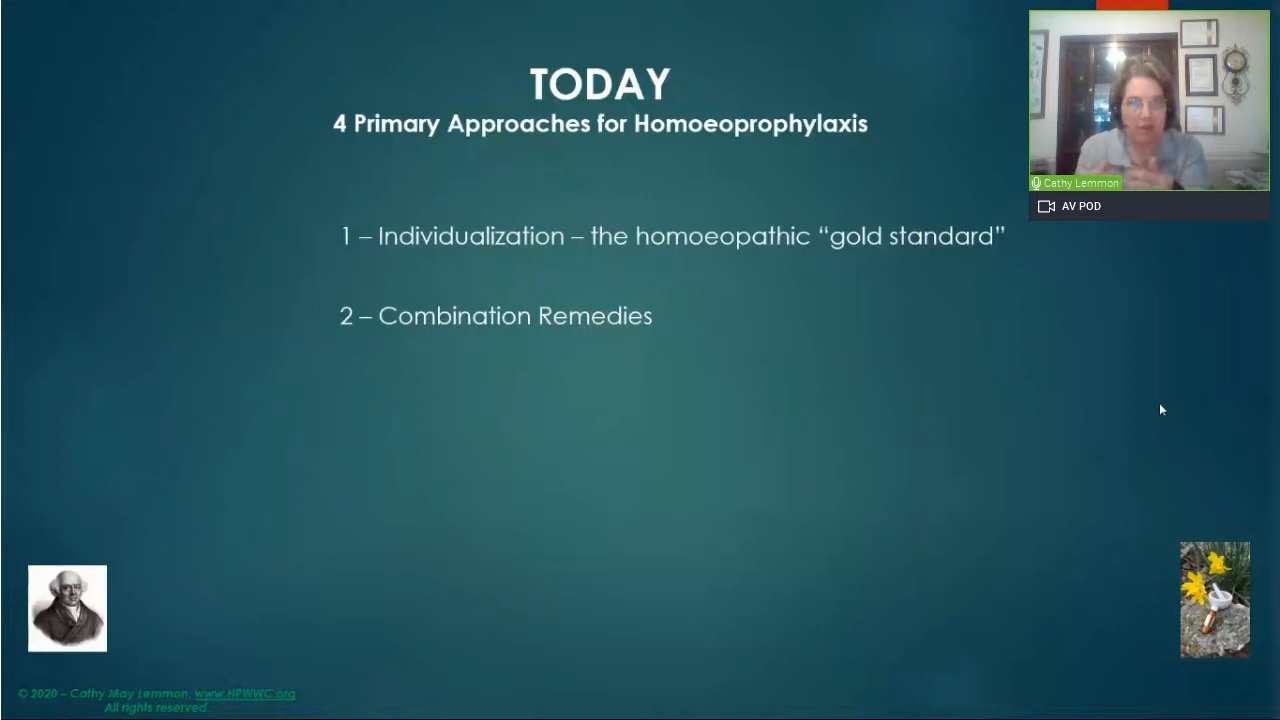 TODAY
4 Primary Approaches for Homoeoprophylaxis
1 – Individualization – the homoeopathic “gold standard”
2 – Combination Remedies
Cathy Lemmon
AV POD
© 2020 – Cathy May Lemmon, www.HPWWC.org
All rights reserved.